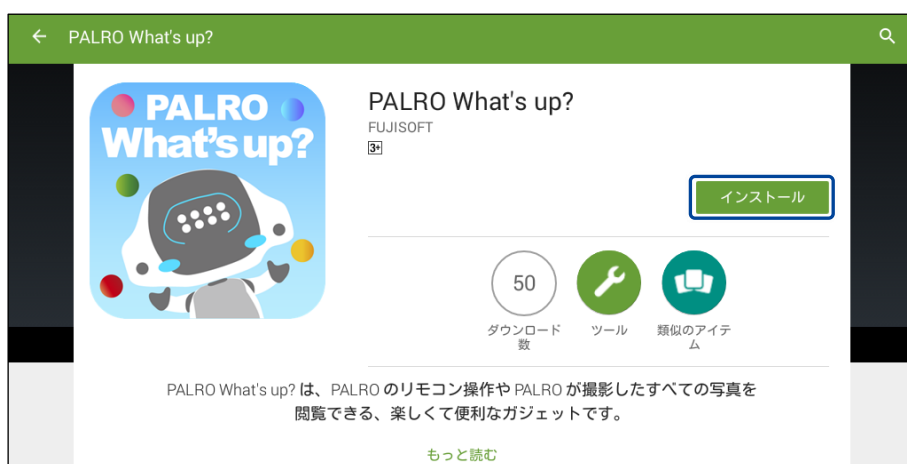 PALRO What's up?
PALRO
What's up?
PALRO What's up?
FUJISOFT
3+
インストール
50
ダウンロード
数
ツール
類似のアイテ
ム
PALRO What's up? は、PALRO のリモコン操作や PALRO が撮影したすべての写真を
閲覧できる、楽しくて便利なガジェットです。
もっと読む